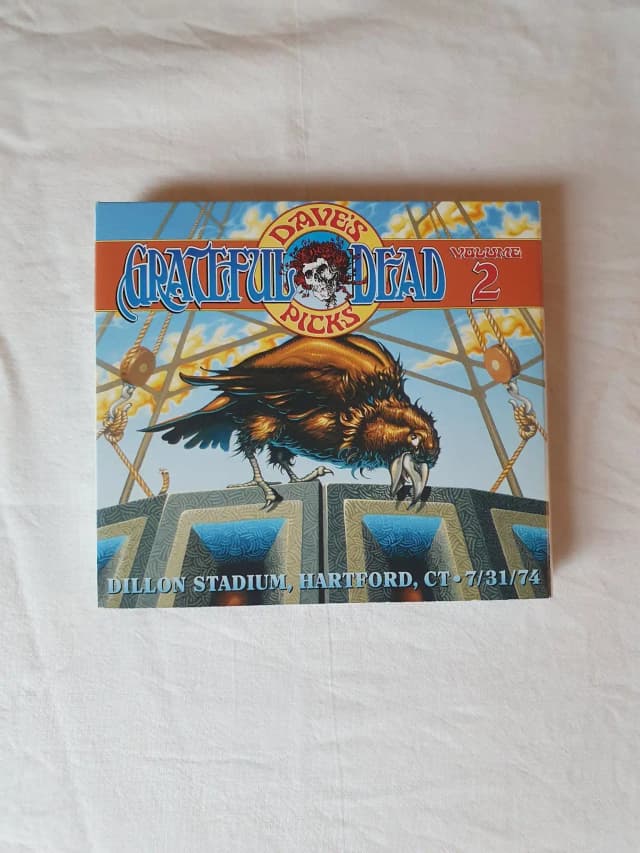 DAVE'S
GRATEFUL DEAD
VOLUME
2
PICKS
DILLON STADIUM, HARTFORD, CT • 7/31/74